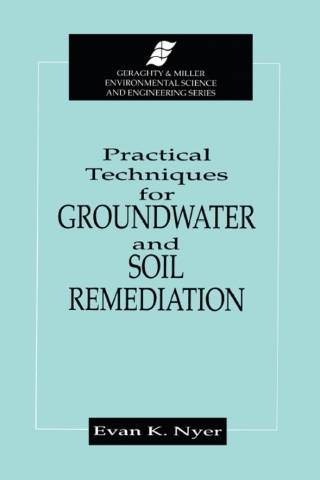 GERAGHTY & MILLER
ENVIRONMENTAL SCIENCE
AND ENGINEERING SERIES
Practical
Techniques
for
GROUNDWATER
and
SOIL
REMEDIATION
Evan K. Nyer